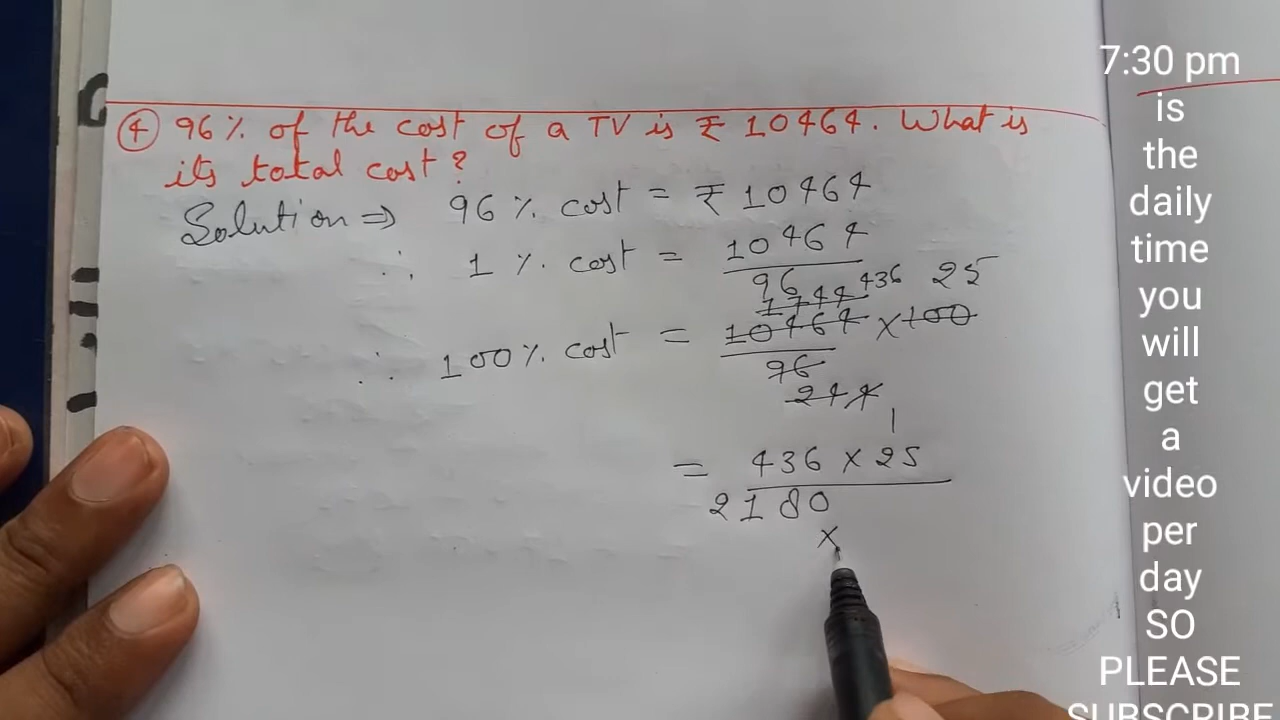 ④ 96% of the cost of a TV is ₹ 10464. What is
its total cost?
Solution ⇒ 96 % cost = ₹ 10464
∴ 1 % cost = 10464
96
1744 436 25
∴ 100% cost = 10464 × 100
96
24 4
1
= 436 × 25
2180
×
7:30 pm
is
the
daily
time
you
will
get
a
video
per
day
SO
PLEASE
SUBSCRIBE